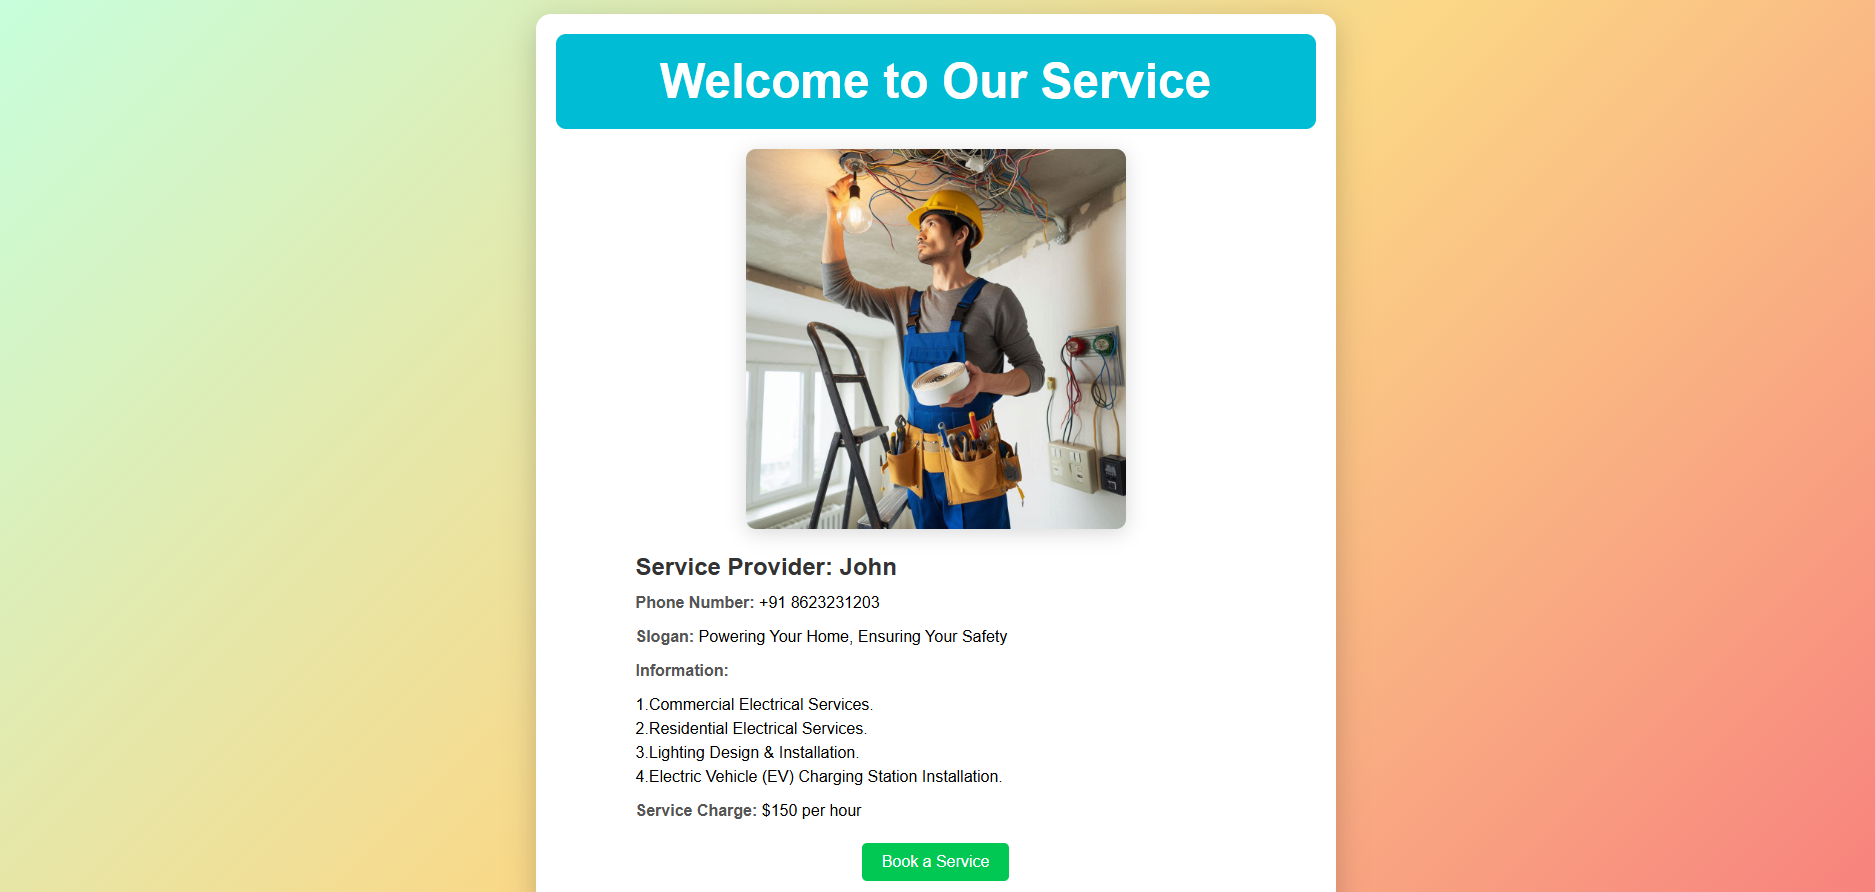 Welcome to Our Service
Service Provider: John
Phone Number: +91 8623231203
Slogan: Powering Your Home, Ensuring Your Safety
Information:
1.Commercial Electrical Services.
2.Residential Electrical Services.
3.Lighting Design & Installation.
4.Electric Vehicle (EV) Charging Station Installation.
Service Charge: $150 per hour
Book a Service